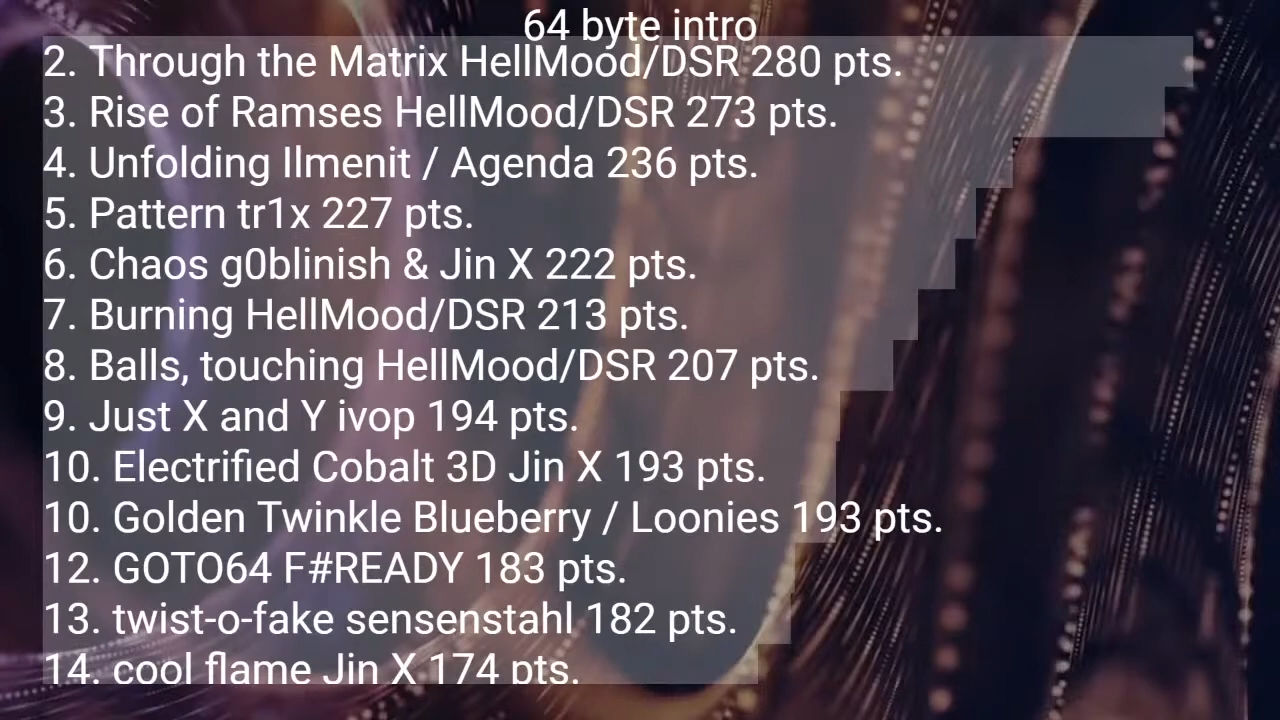 64 byte intro
2. Through the Matrix HellMood/DSR 280 pts.
3. Rise of Ramses HellMood/DSR 273 pts.
4. Unfolding Ilmenit / Agenda 236 pts.
5. Pattern tr1x 227 pts.
6. Chaos g0blinish & Jin X 222 pts.
7. Burning HellMood/DSR 213 pts.
8. Balls, touching HellMood/DSR 207 pts.
9. Just X and Y ivop 194 pts.
10. Electrified Cobalt 3D Jin X 193 pts.
10. Golden Twinkle Blueberry / Loonies 193 pts.
12. GOTO64 F#READY 183 pts.
13. twist-o-fake sensenstahl 182 pts.
14. cool flame Jin X 174 pts.